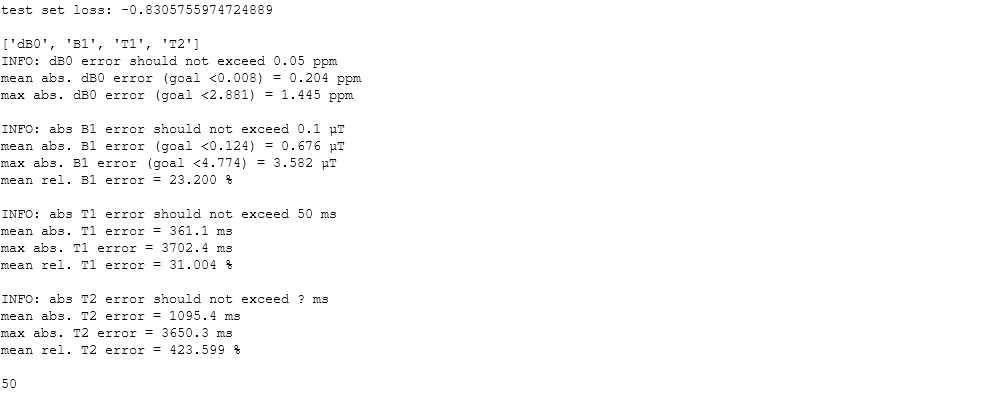 test set loss: -0.8305755974724889
['dB0', 'B1', 'T1', 'T2']
INFO: dB0 error should not exceed 0.05 ppm
mean abs. dB0 error (goal <0.008) = 0.204 ppm
max abs. dB0 error (goal <2.881) = 1.445 ppm
INFO: abs B1 error should not exceed 0.1 µT
mean abs. B1 error (goal <0.124) = 0.676 µT
max abs. B1 error (goal <4.774) = 3.582 µT
mean rel. B1 error = 23.200 %
INFO: abs T1 error should not exceed 50 ms
mean abs. T1 error = 361.1 ms
max abs. T1 error = 3702.4 ms
mean rel. T1 error = 31.004 %
INFO: abs T2 error should not exceed ? ms
mean abs. T2 error = 1095.4 ms
max abs. T2 error = 3650.3 ms
mean rel. T2 error = 423.599 %
50